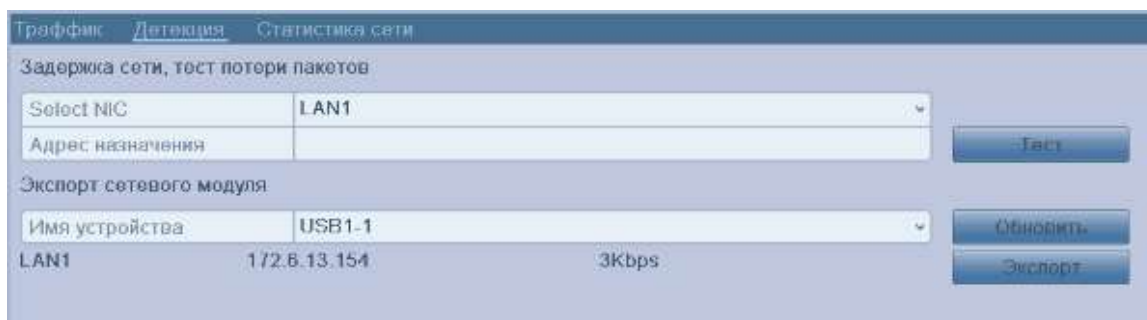 Траффик Детекция Статистика сети
Задержка сети, тест потери пакетов
Select NIC LAN1
Адрес назначения Тест
Экспорт сетевого модуля
Имя устройства USB1-1 Обновить
LAN1 172.6.13.154 3Kbps Экспорт